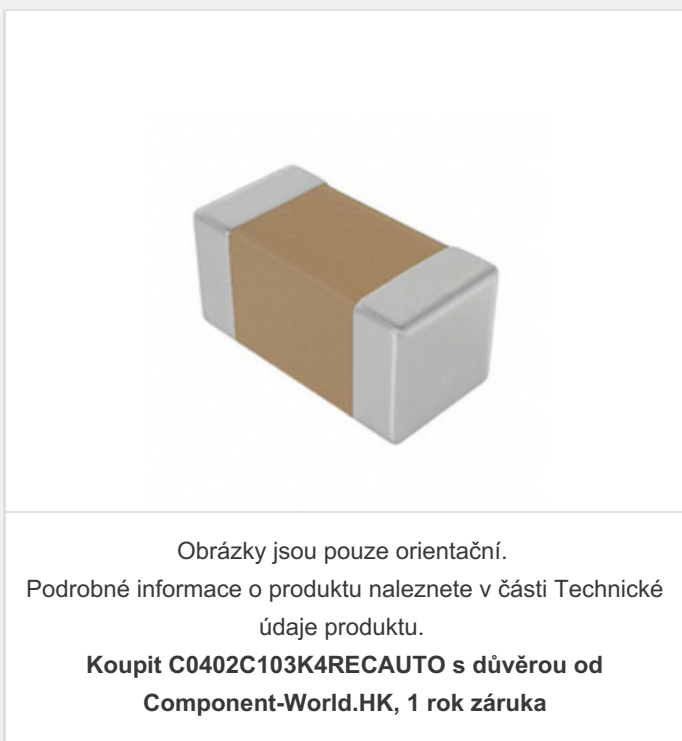 Obrázky jsou pouze orientační.
Podrobné informace o produktu naleznete v části Technické
údaje produktu.
Koupit C0402C103K4RECAUTO s důvěrou od
Component-World.HK, 1 rok záruka